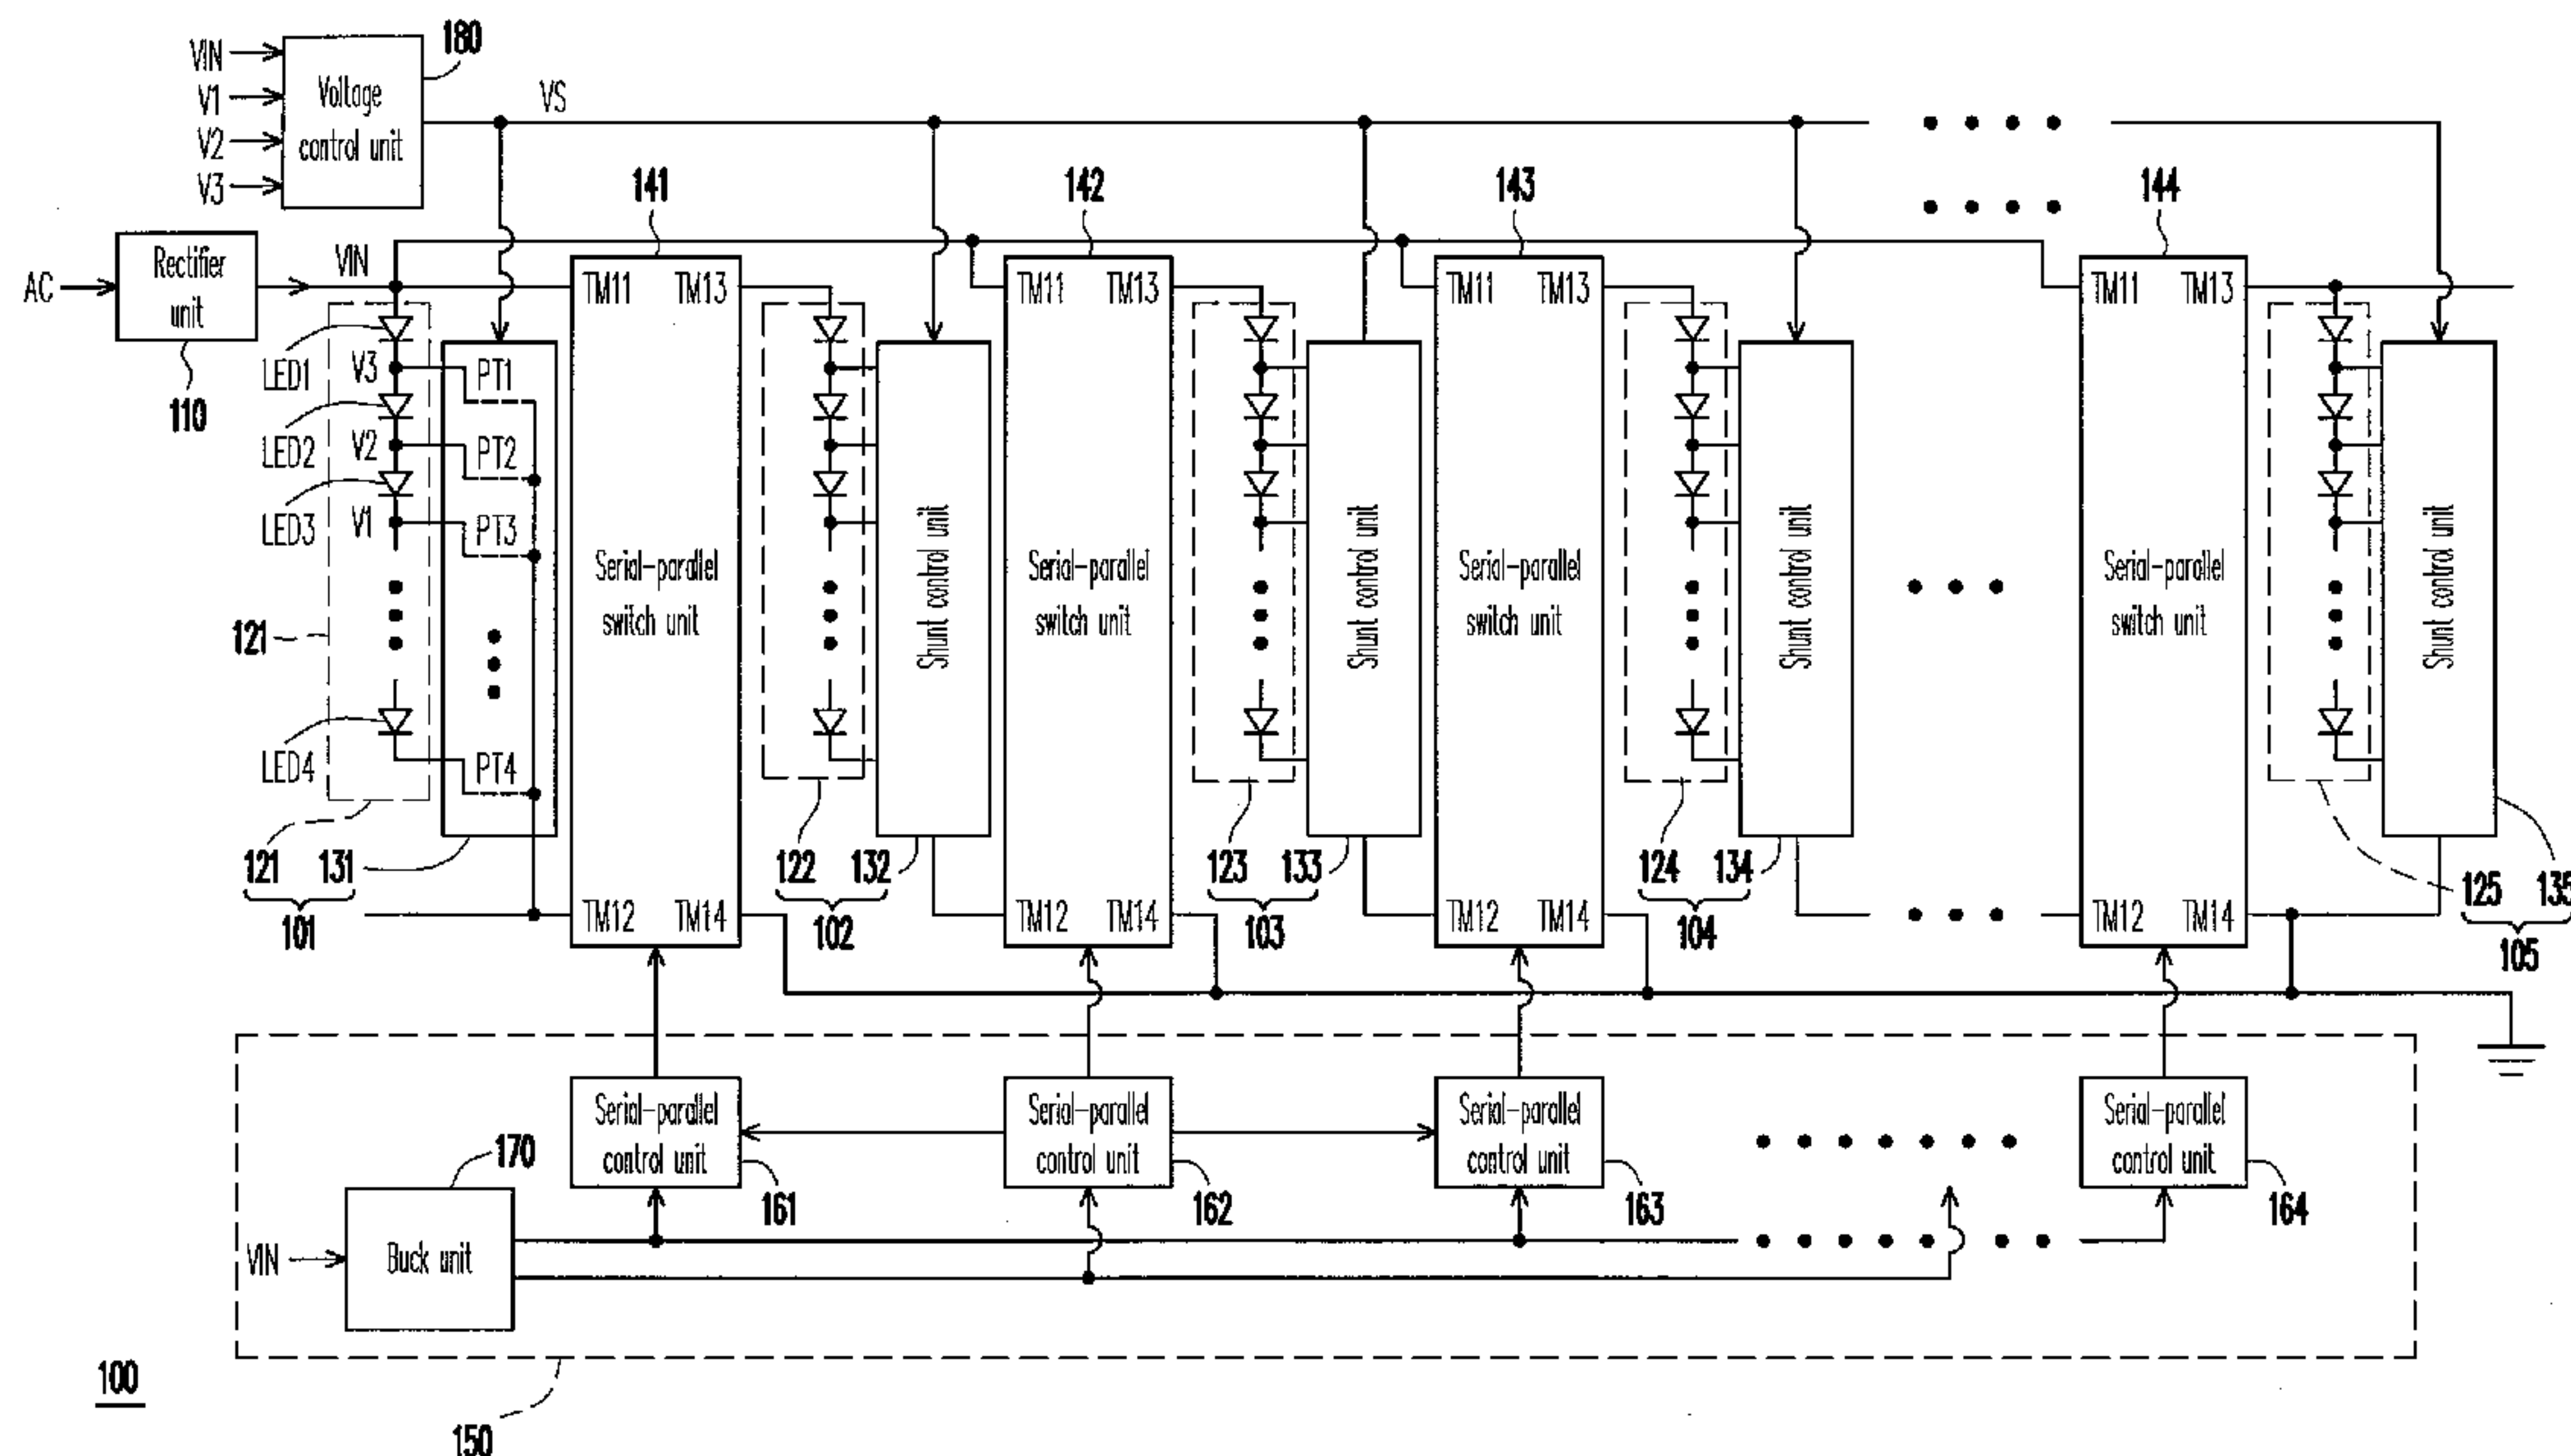 180
VIN
V1
V2
V3
Voltage
control unit
VS
141
142
143
144
AC
Rectifier
unit
110
VIN
TM11
TM13
TM11
TM13
TM11
TM13
TM11
TM13
LED1
V3
PT1
LED2
V2
PT2
LED3
V1
PT3
LED4
PT4
121
Serial-parallel
switch unit
Shunt control unit
Serial-parallel
switch unit
Shunt control unit
Serial-parallel
switch unit
Shunt control unit
Serial-parallel
switch unit
Shunt control unit
121
131
101
122
132
102
123
133
103
124
134
104
125
135
105
TM12
TM14
TM12
TM14
TM12
TM14
TM12
TM14
Serial-parallel
control unit
161
Serial-parallel
control unit
162
Serial-parallel
control unit
163
Serial-parallel
control unit
164
170
VIN
Buck unit
100
150